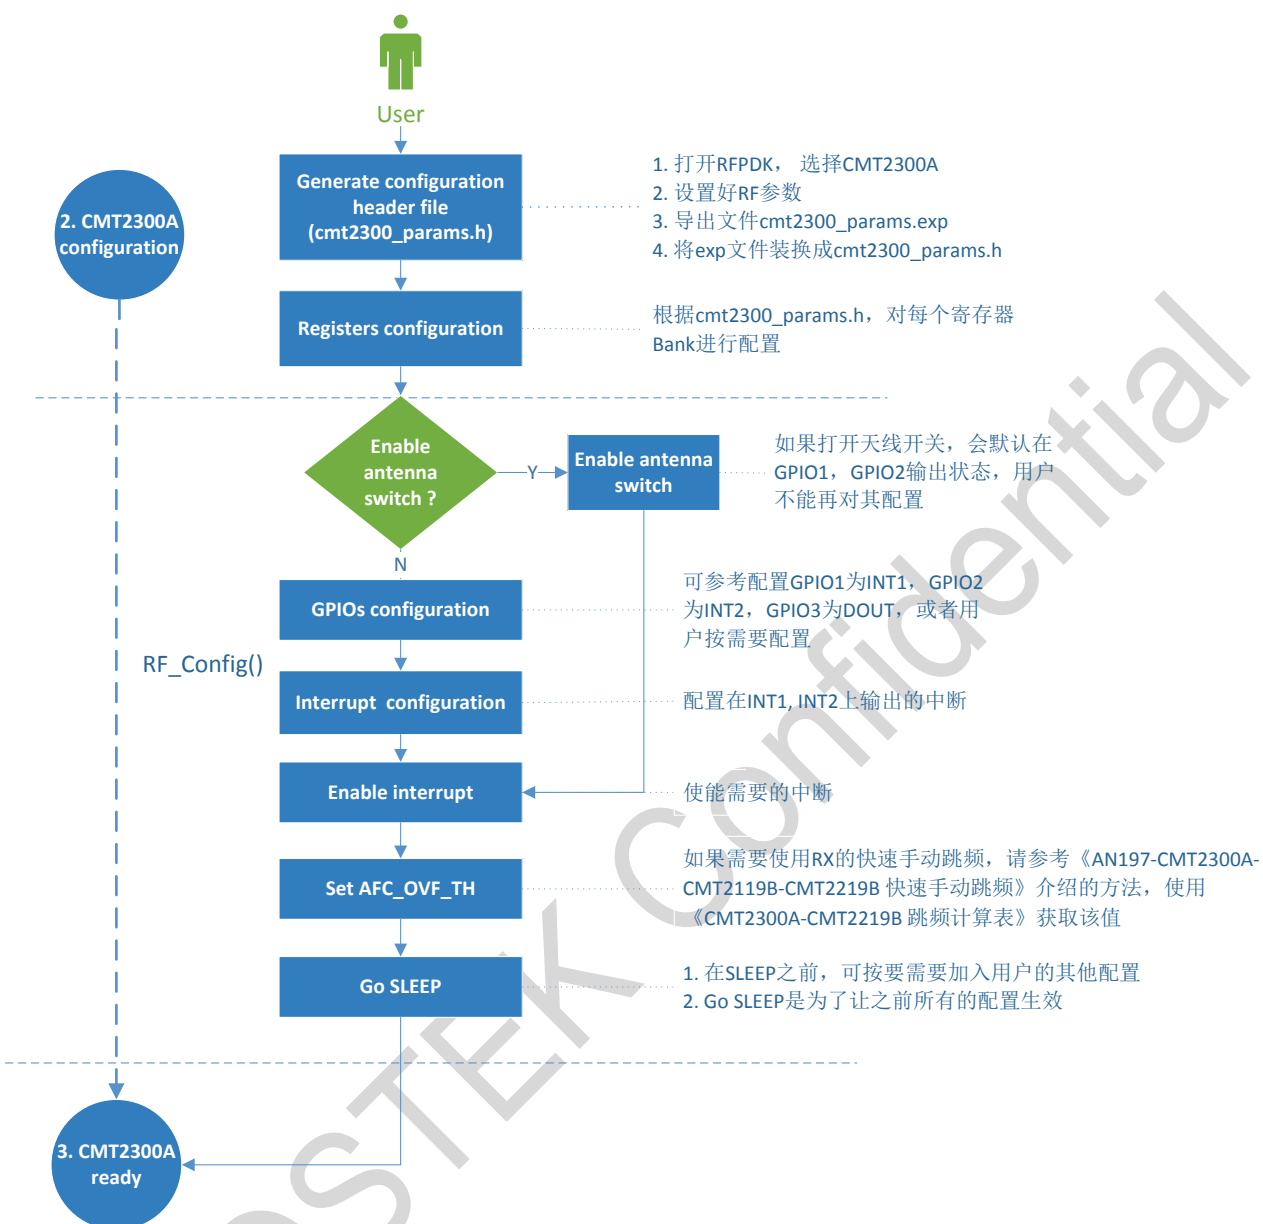 User
Generate configuration
header file
(cmt2300_params.h)
1. 打开RFPDK， 选择CMT2300A
2. 设置好RF参数
3. 导出文件cmt2300_params.exp
4. 将exp文件装换成cmt2300_params.h
2. CMT2300A
configuration
Registers configuration
根据cmt2300_params.h，对每个寄存器
Bank进行配置
Enable
antenna
switch ?
Y
Enable antenna
switch
如果打开天线开关，会默认在
GPIO1，GPIO2输出状态，用户
不能再对其配置
N
GPIOs configuration
可参考配置GPIO1为INT1，GPIO2
为INT2，GPIO3为DOUT，或者用
户按需要配置
RF_Config()
Interrupt configuration
配置在INT1, INT2上输出的中断
Enable interrupt
使能需要的中断
Set AFC_OVF_TH
如果需要使用RX的快速手动跳频，请参考《AN197-CMT2300A-
CMT2119B-CMT2219B 快速手动跳频》介绍的方法，使用
《CMT2300A-CMT2219B 跳频计算表》获取该值
Go SLEEP
1. 在SLEEP之前，可按要需要加入用户的其他配置
2. Go SLEEP是为了让之前所有的配置生效
3. CMT2300A
ready
OSTEK Confidential